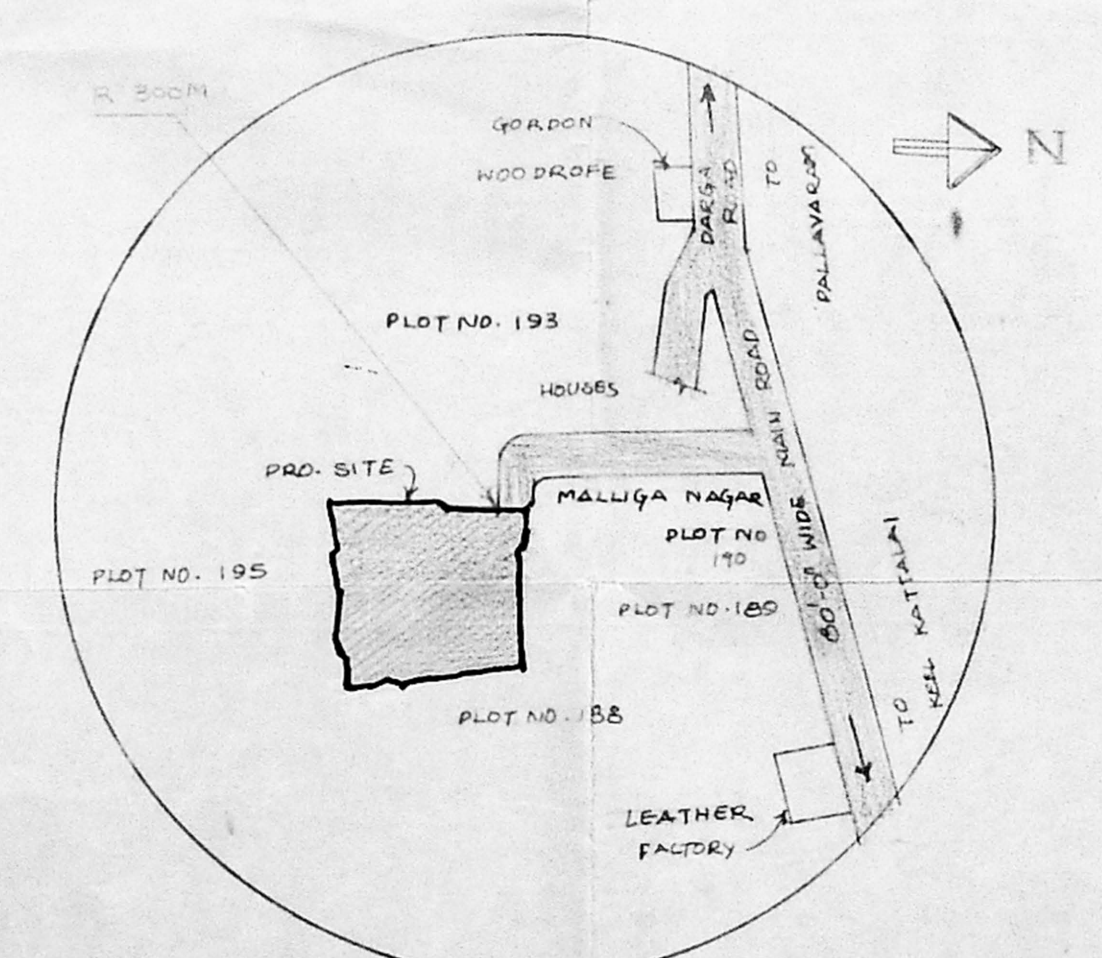 R 300M
GORDON
WOODROFE
DARGA
ROAD
TO
PALLAVARAM
N
PLOT NO. 193
HOUSES
80'-0" WIDE MAIN ROAD
PRO. SITE
MALLIGA NAGAR
PLOT NO
190
PLOT NO. 195
PLOT NO. 189
TO
KEEL KATTALAI
PLOT NO. 188
LEATHER
FACTORY